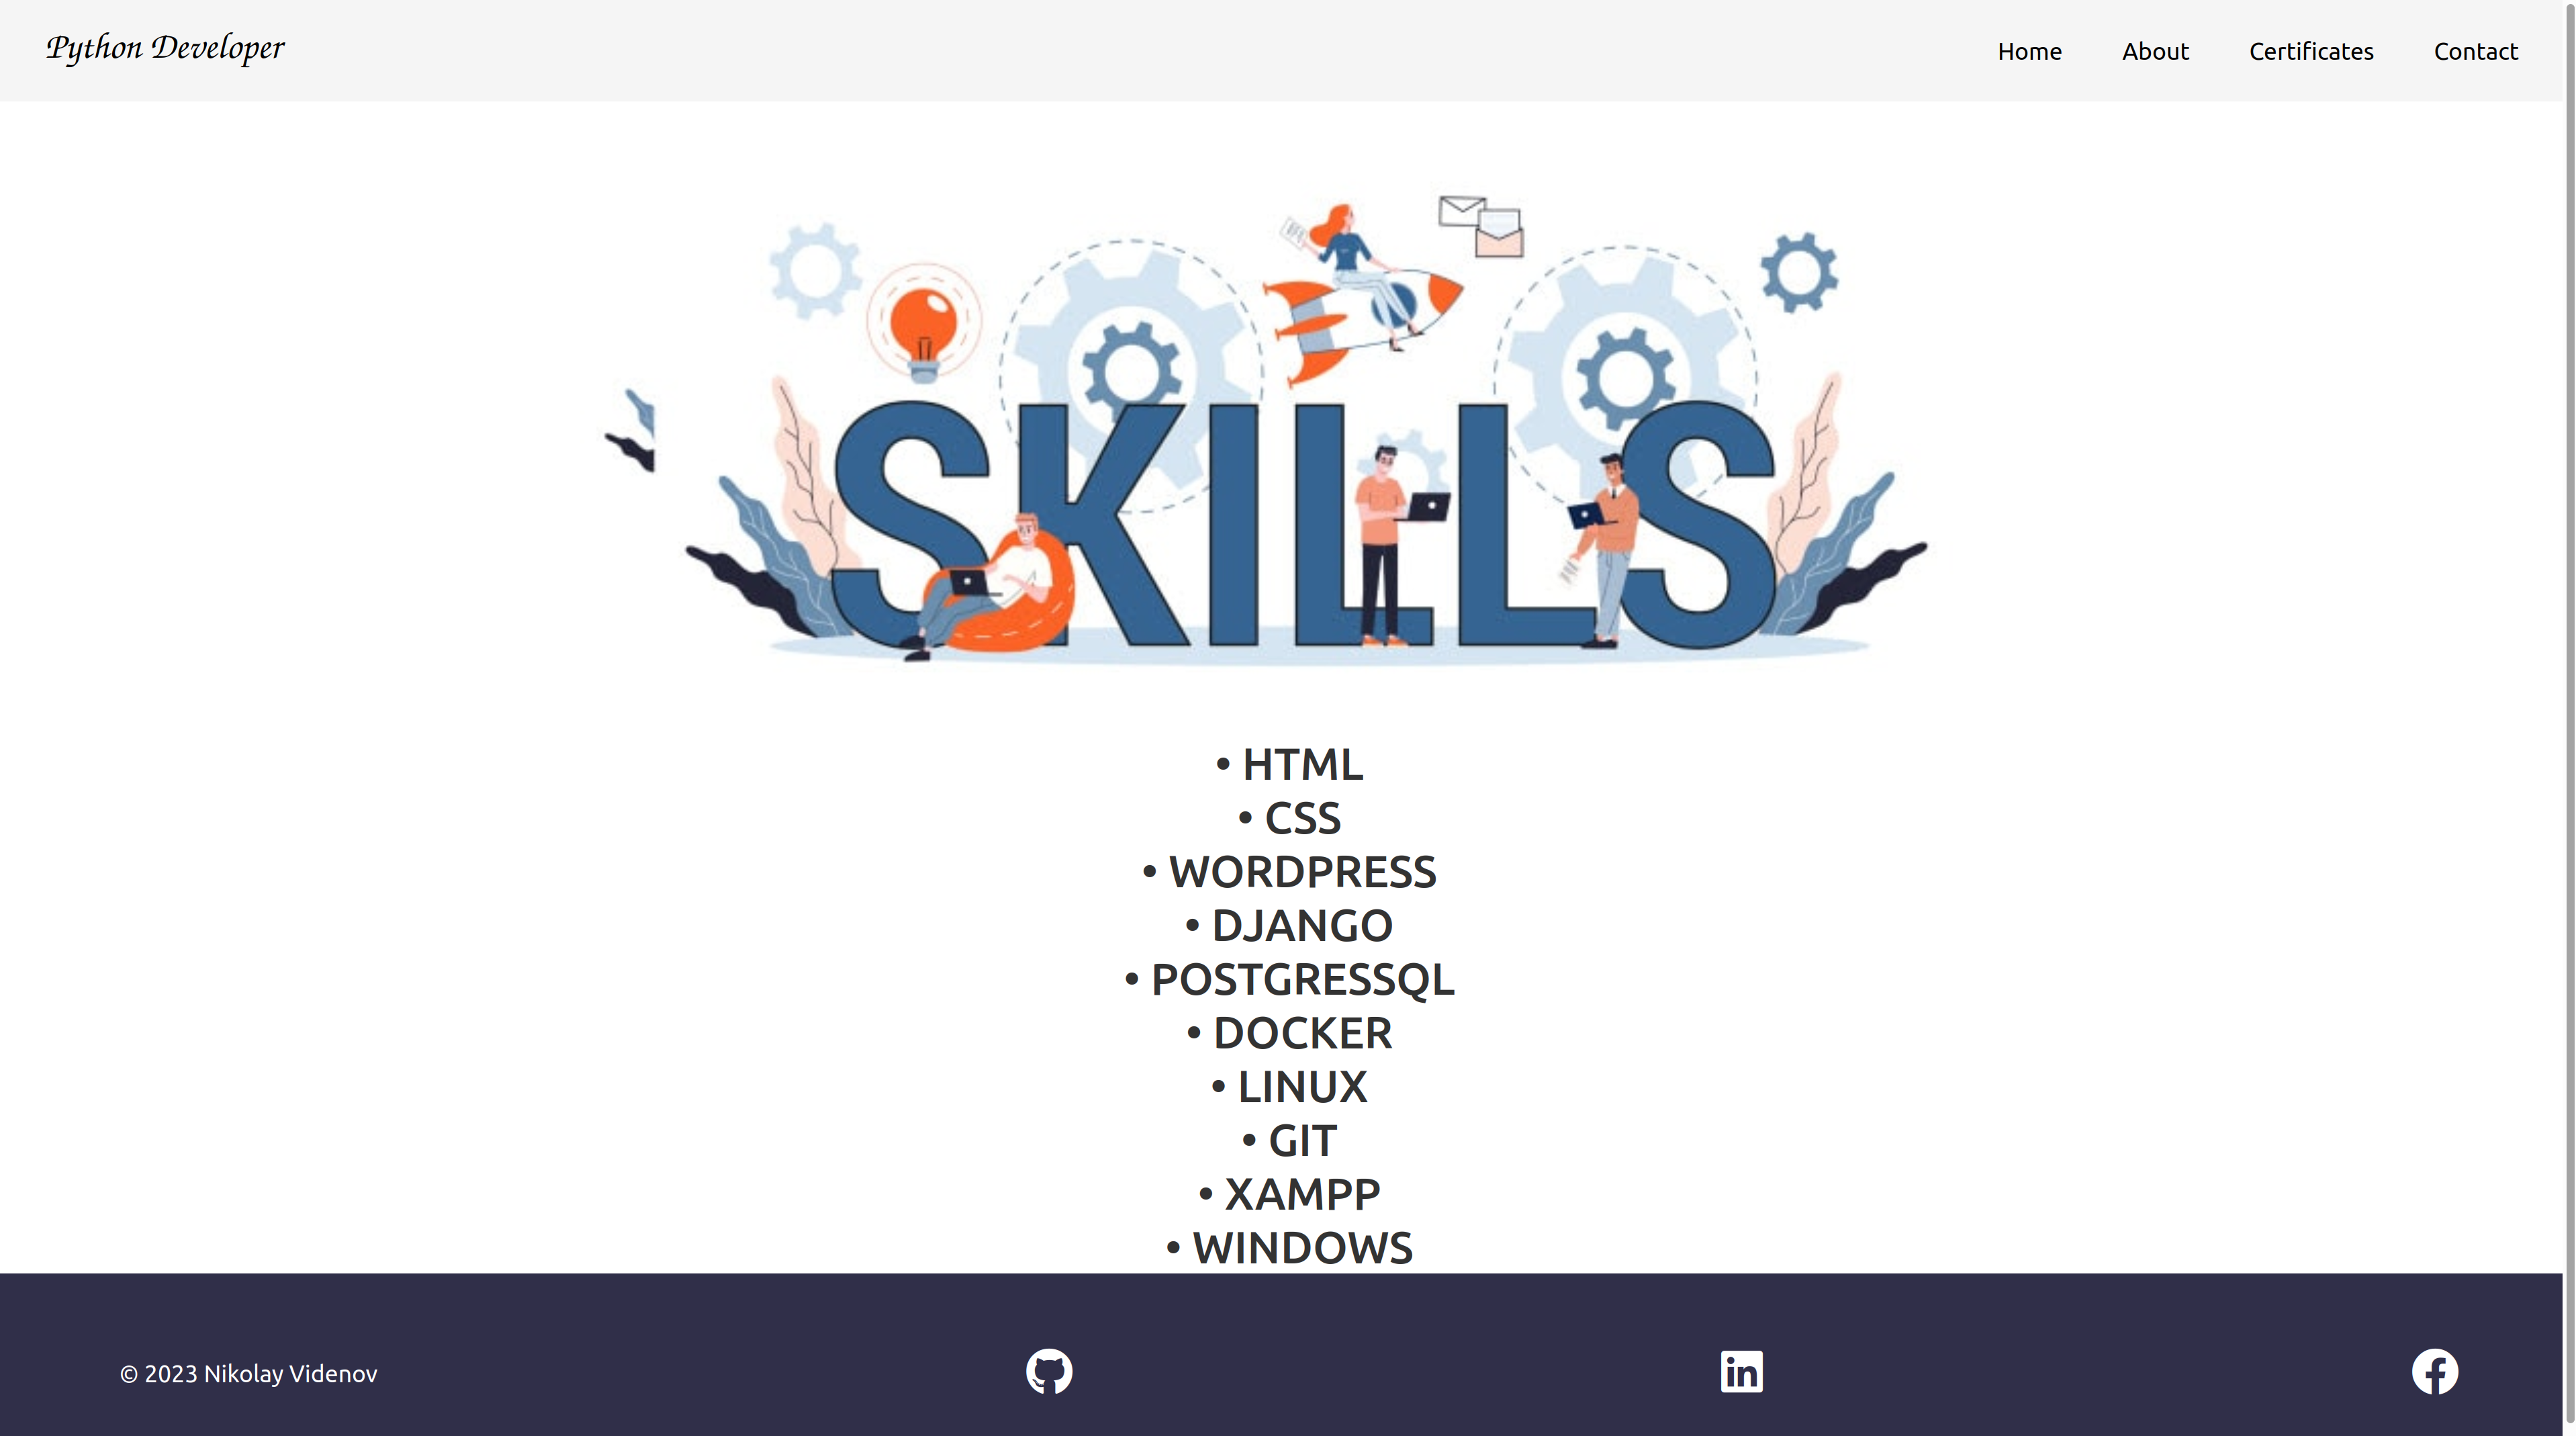 Python Developer
Home About Certificates Contact
SKILLS
• HTML
• CSS
• WORDPRESS
• DJANGO
• POSTGRESSQL
• DOCKER
• LINUX
• GIT
• XAMPP
• WINDOWS
© 2023 Nikolay Videnov